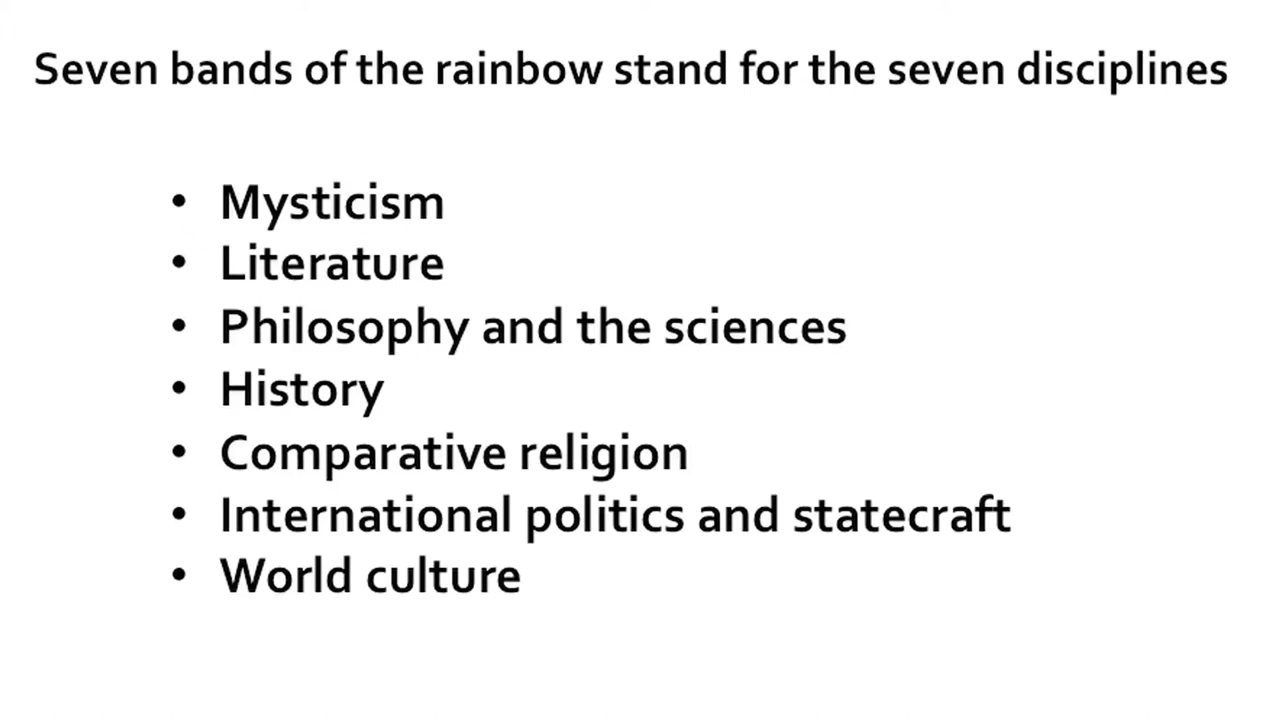 Seven bands of the rainbow stand for the seven disciplines
• Mysticism
• Literature
• Philosophy and the sciences
• History
• Comparative religion
• International politics and statecraft
• World culture